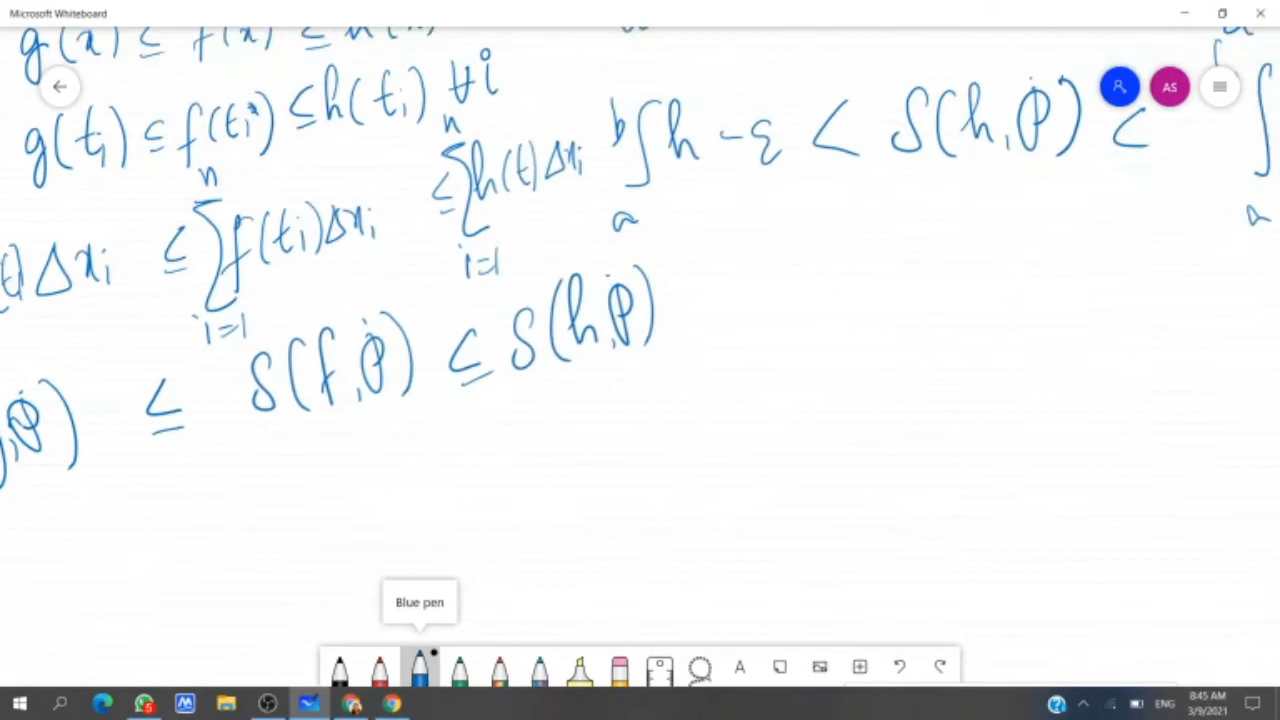 Microsoft Whiteboard
g(x) ≤ f(x) ≤
g(tᵢ) ≤ f(tᵢ) ≤ h(tᵢ) ∀i
∫ₐᵇ h - ε < S(h, Ṗ) < ∫ₐ
t) Δxᵢ ≤ ∑ᵢ₌₁ⁿ f(tᵢ)Δxᵢ ≤ ∑ᵢ₌₁ⁿ h(t)Δxᵢ
, Ṗ) ≤ S(f, Ṗ) ≤ S(h, Ṗ)
AS
Blue pen
A
5
ENG
8:45 AM
3/9/2021